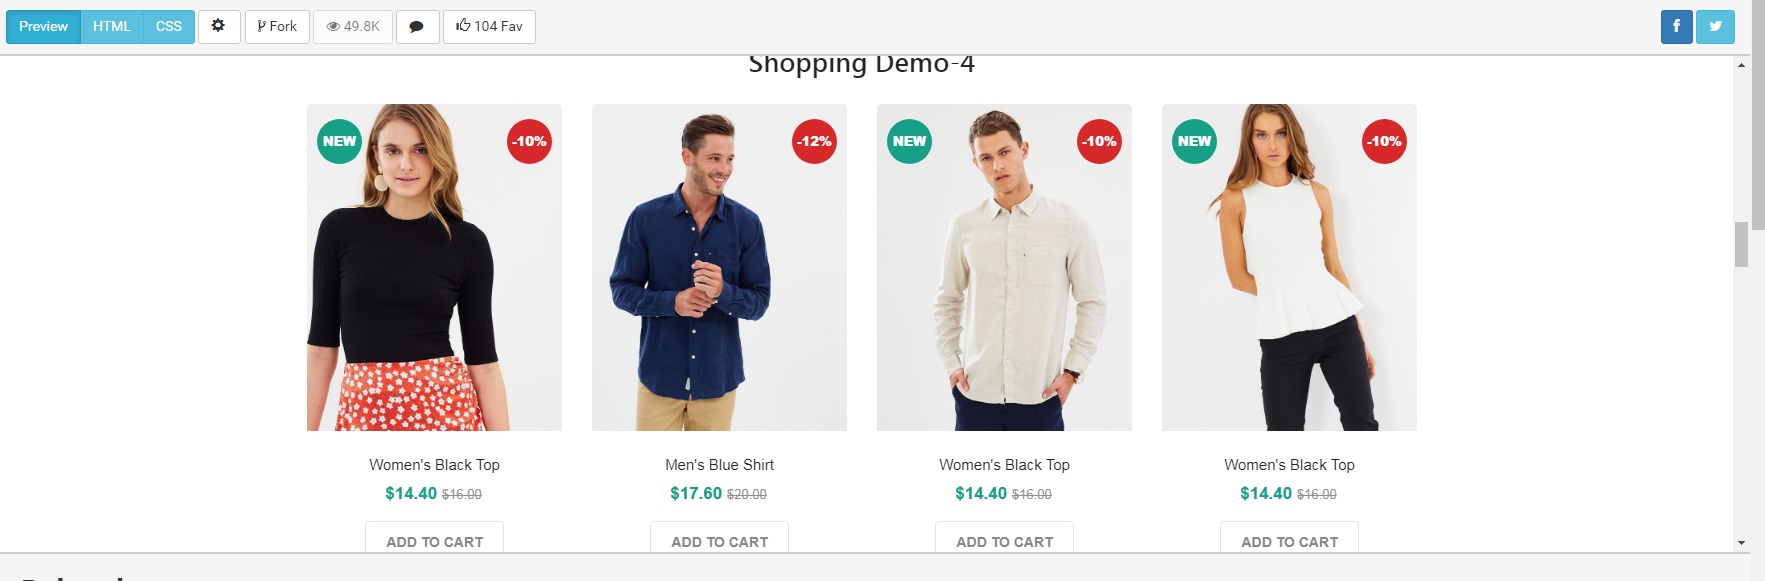 Preview HTML CSS Fork 49.8K 104 Fav
Shopping Demo-4
NEW -10% -12% NEW -10% NEW -10%
Women's Black Top Men's Blue Shirt Women's Black Top Women's Black Top
$14.40 $16.00 $17.60 $20.00 $14.40 $16.00 $14.40 $16.00
ADD TO CART ADD TO CART ADD TO CART ADD TO CART